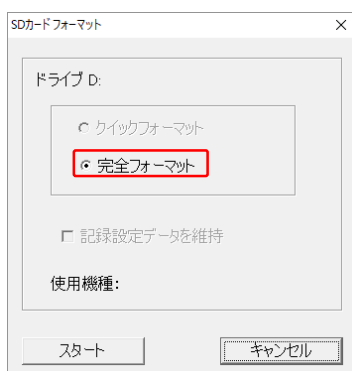 SDカードフォーマット
ドライブ D:
クイックフォーマット
完全フォーマット
記録設定データを維持
使用機種：
スタート
キャンセル